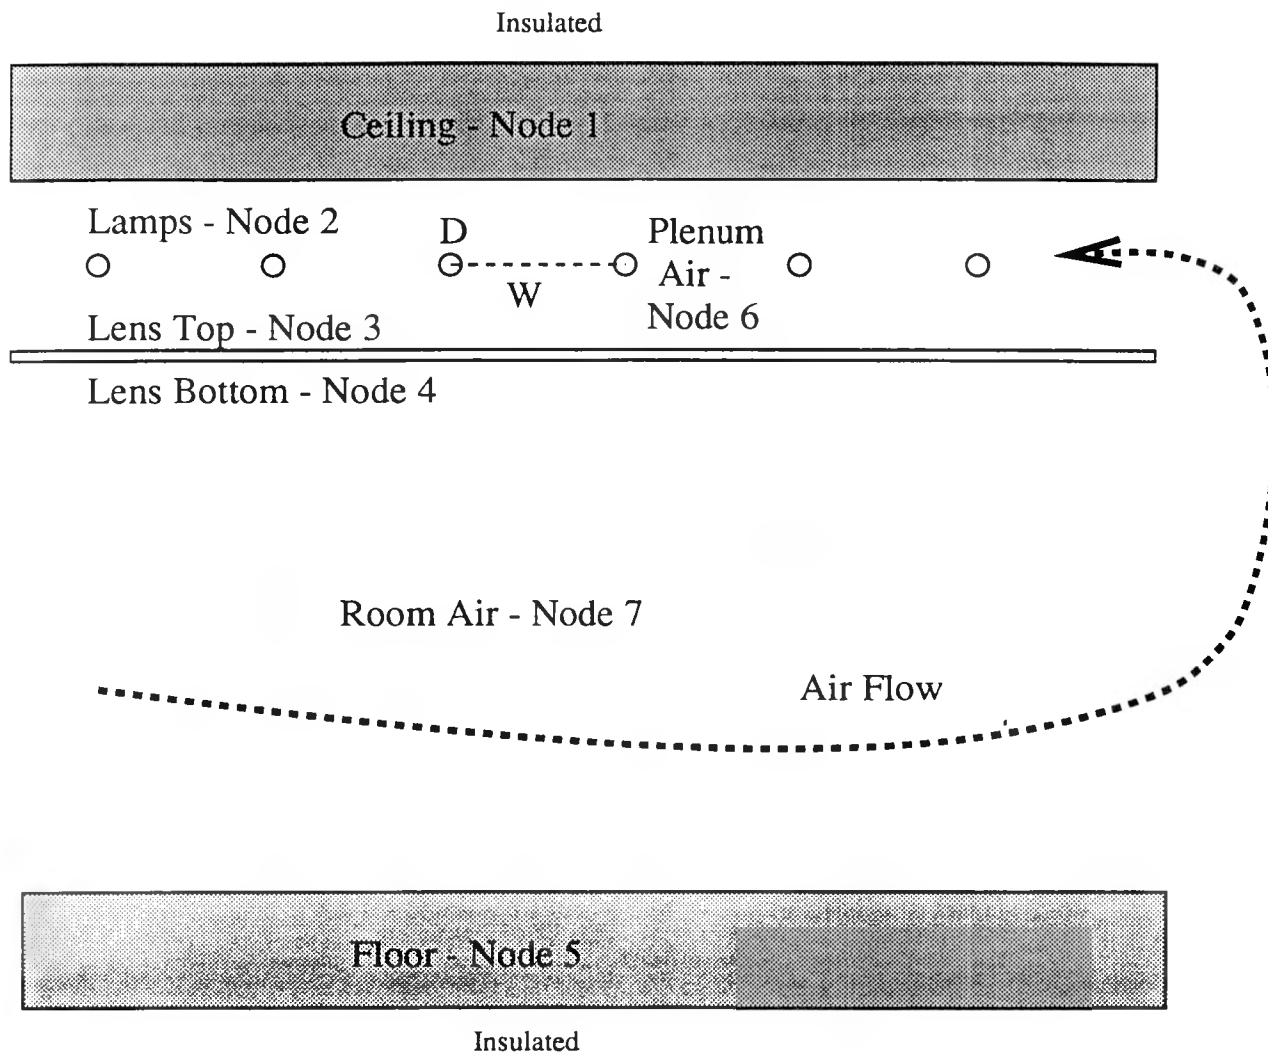 Insulated
Ceiling - Node 1
Lamps - Node 2
D
Plenum
Air -
Node 6
W
Lens Top - Node 3
Lens Bottom - Node 4
Room Air - Node 7
Air Flow
Floor - Node 5
Insulated